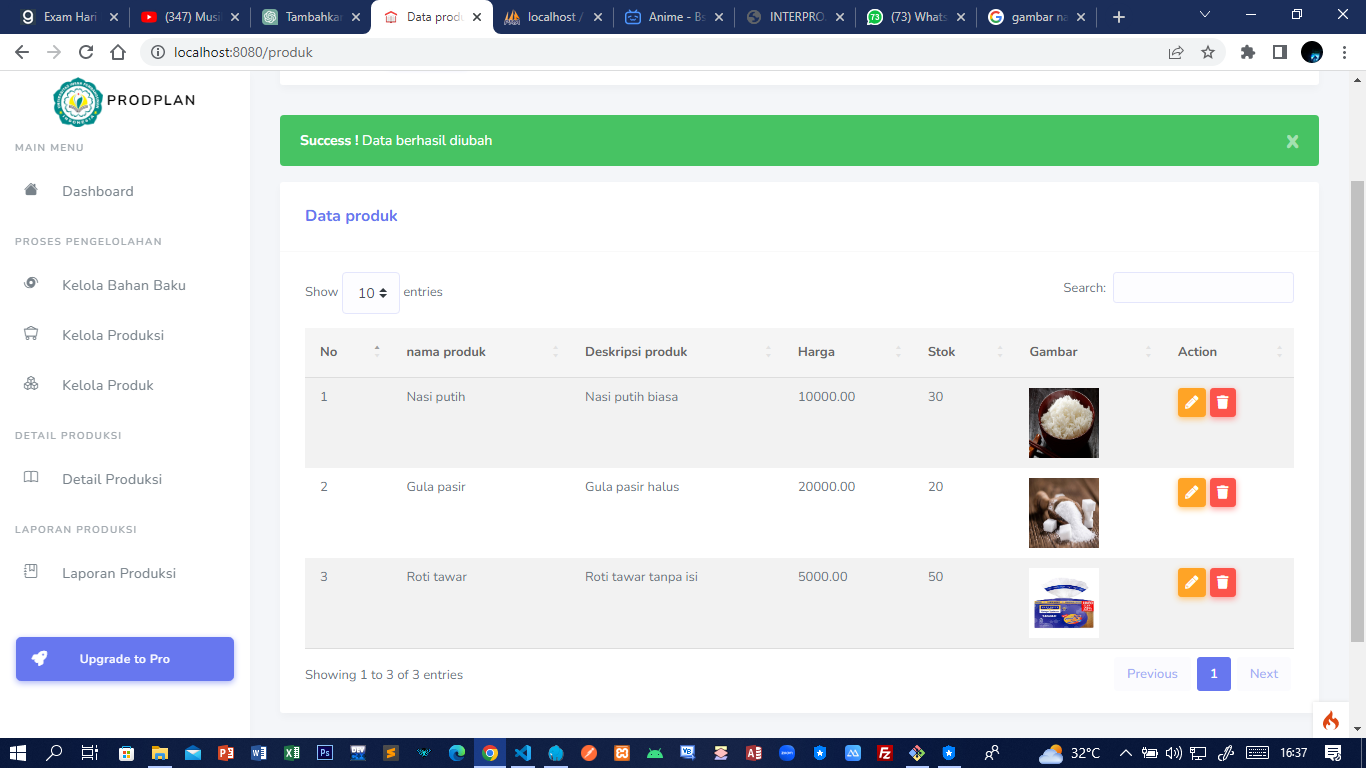 Exam Hari
(347) Musi
Tambahkan
Data produ
localhost /
Anime - Bs
INTERPRO
(73) Whats
gambar na
localhost:8080/produk
PRODPLAN
MAIN MENU
Dashboard
PROSES PENGELOLAHAN
Kelola Bahan Baku
Kelola Produksi
Kelola Produk
DETAIL PRODUKSI
Detail Produksi
LAPORAN PRODUKSI
Laporan Produksi
Upgrade to Pro
Success ! Data berhasil diubah x
Data produk
Show 10 entries Search:
No nama produk Deskripsi produk Harga Stok Gambar Action
1 Nasi putih Nasi putih biasa 10000.00 30
2 Gula pasir Gula pasir halus 20000.00 20
3 Roti tawar Roti tawar tanpa isi 5000.00 50
Showing 1 to 3 of 3 entries Previous 1 Next
32°C 16:37